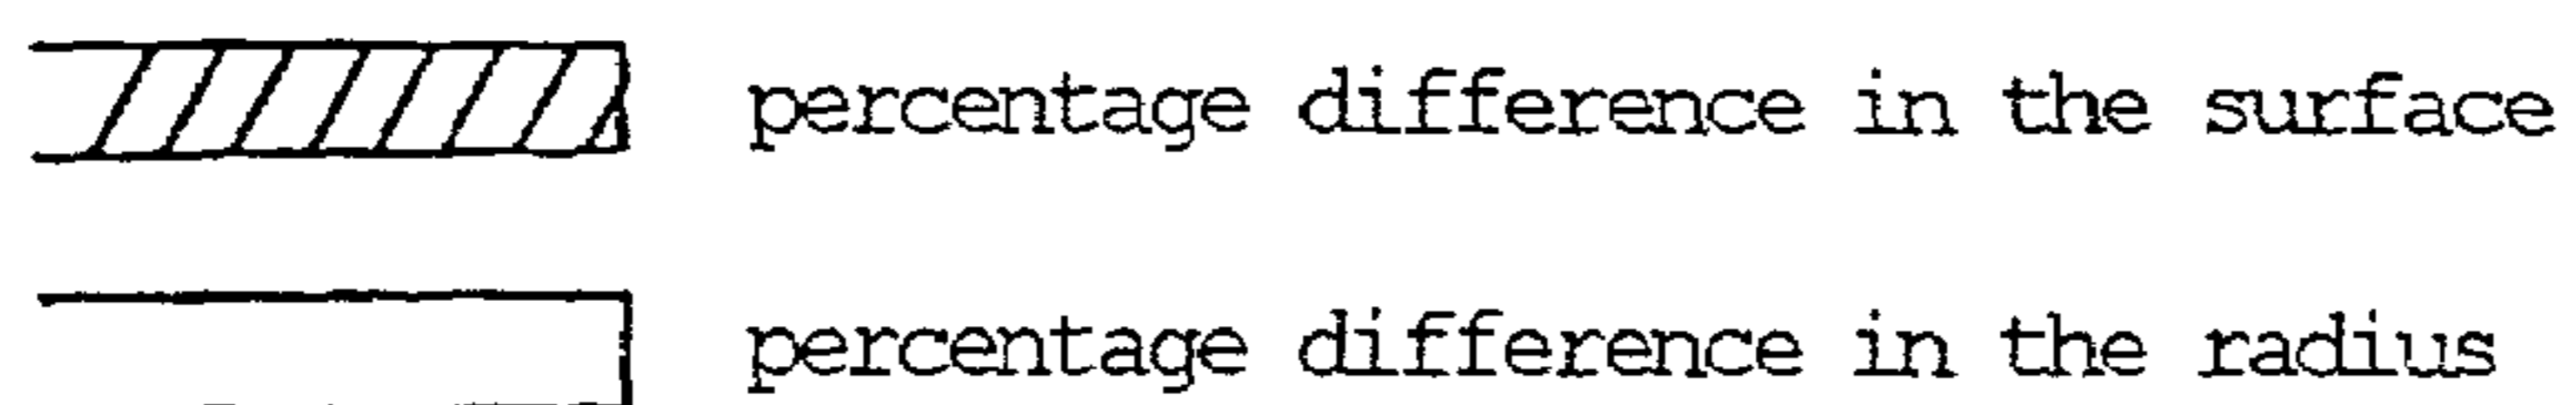 percentage difference in the surface
percentage difference in the radius